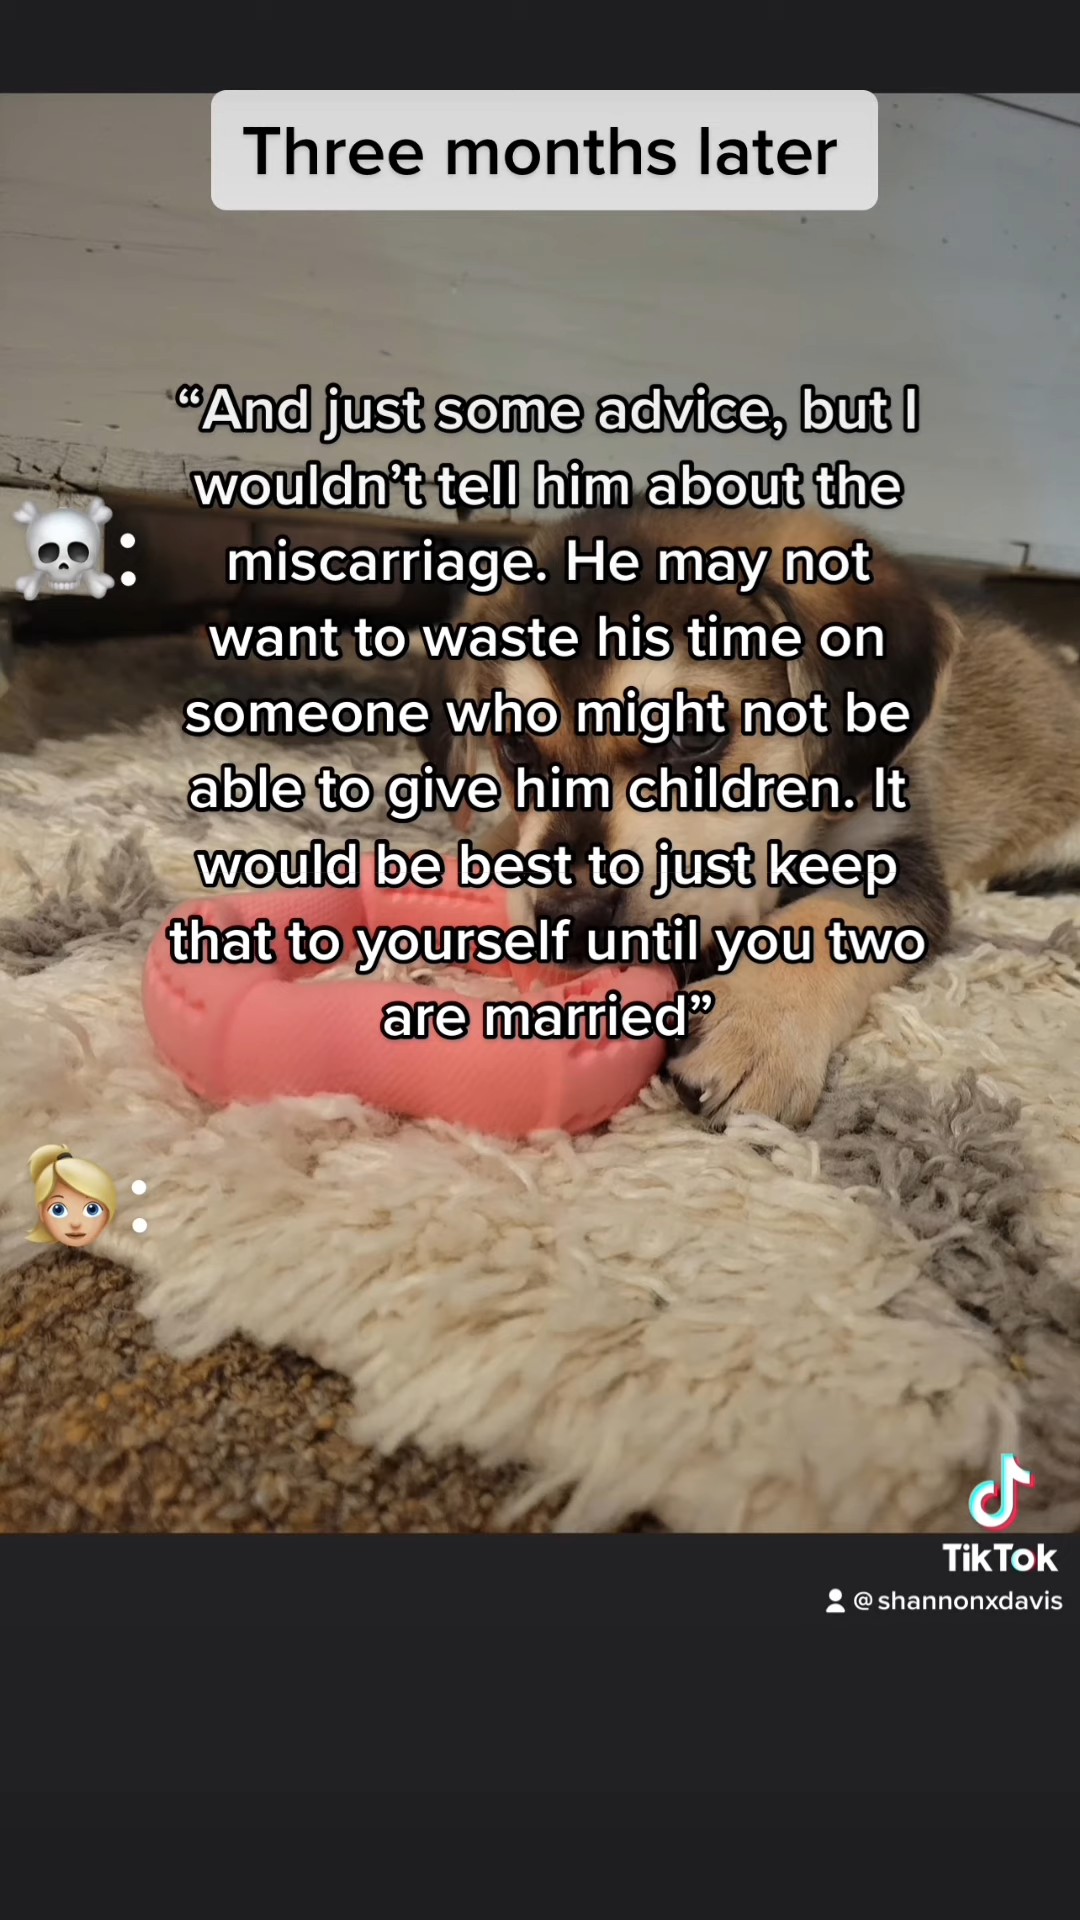 Three months later
“And just some advice, but I
wouldn’t tell him about the
miscarriage. He may not
want to waste his time on
someone who might not be
able to give him children. It
would be best to just keep
that to yourself until you two
are married”
:
:
TikTok
@shannonxdavis